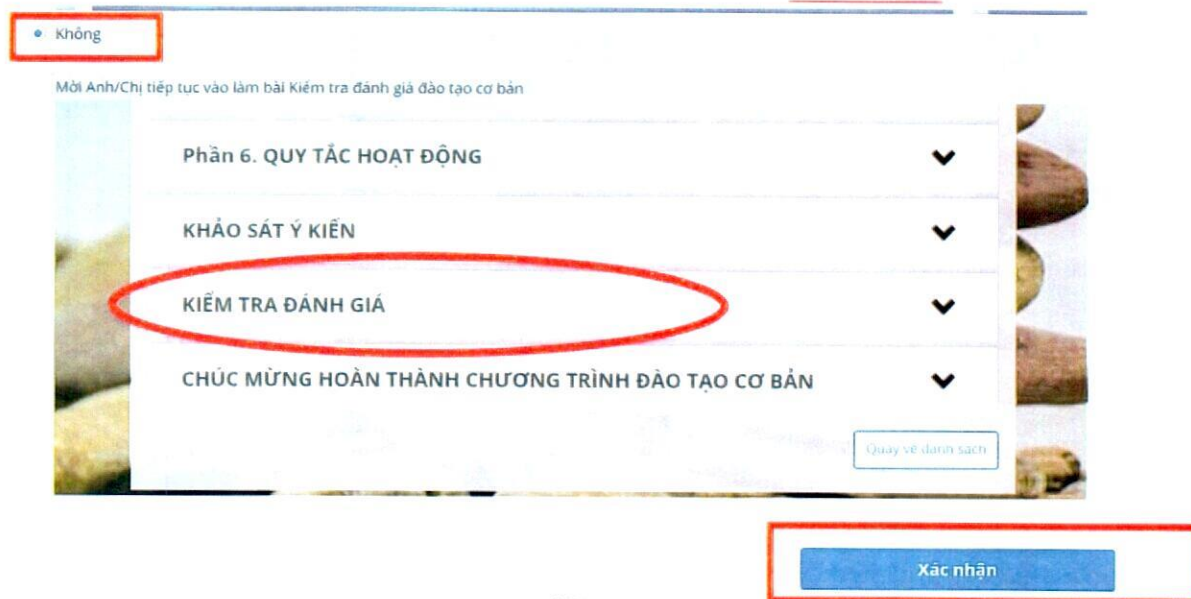 Không
Mời Anh/Chị tiếp tục vào làm bài Kiểm tra đánh giá đào tạo cơ bản
Phần 6. QUY TẮC HOẠT ĐỘNG
KHẢO SÁT Ý KIẾN
KIỂM TRA ĐÁNH GIÁ
CHÚC MỪNG HOÀN THÀNH CHƯƠNG TRÌNH ĐÀO TẠO CƠ BẢN
Quay về danh sách
Xác nhận